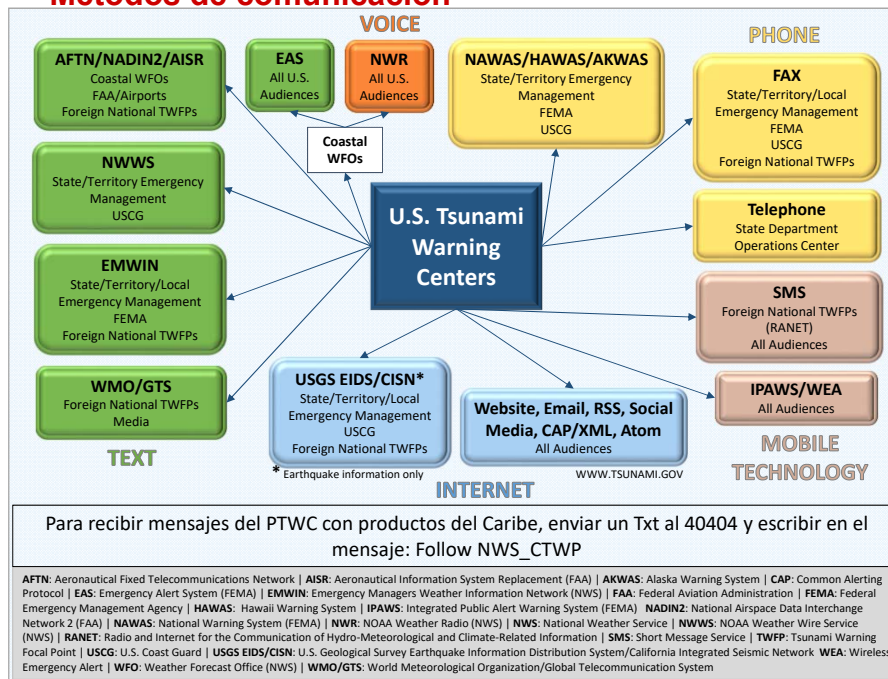 Métodos de comunicación
VOICE
PHONE
AFTN/NADIN2/AISR
Coastal WFOs
FAA/Airports
Foreign National TWFPs
EAS
All U.S.
Audiences
NWR
All U.S.
Audiences
NAWAS/HAWAS/AKWAS
State/Territory Emergency
Management
FEMA
USCG
FAX
State/Territory/Local
Emergency Management
FEMA
USCG
Foreign National TWFPs
Coastal
WFOs
NWWS
State/Territory Emergency
Management
USCG
U.S. Tsunami
Warning
Centers
Telephone
State Department
Operations Center
EMWIN
State/Territory/Local
Emergency Management
FEMA
Foreign National TWFPs
SMS
Foreign National TWFPs
(RANET)
All Audiences
WMO/GTS
Foreign National TWFPs
Media
USGS EIDS/CISN*
State/Territory/Local
Emergency Management
USCG
Foreign National TWFPs
Website, Email, RSS, Social
Media, CAP/XML, Atom
All Audiences
IPAWS/WEA
All Audiences
TEXT
* Earthquake information only
WWW.TSUNAMI.GOV
MOBILE
TECHNOLOGY
INTERNET
Para recibir mensajes del PTWC con productos del Caribe, enviar un Txt al 40404 y escribir en el
mensaje: Follow NWS_CTWP
AFTN: Aeronautical Fixed Telecommunications Network | AISR: Aeronautical Information System Replacement (FAA) | AKWAS: Alaska Warning System | CAP: Common Alerting
Protocol | EAS: Emergency Alert System (FEMA) | EMWIN: Emergency Managers Weather Information Network (NWS) | FAA: Federal Aviation Administration | FEMA: Federal
Emergency Management Agency | HAWAS: Hawaii Warning System | IPAWS: Integrated Public Alert Warning System (FEMA) NADIN2: National Airspace Data Interchange
Network 2 (FAA) | NAWAS: National Warning System (FEMA) | NWR: NOAA Weather Radio (NWS) | NWS: National Weather Service | NWWS: NOAA Weather Wire Service
(NWS) | RANET: Radio and Internet for the Communication of Hydro-Meteorological and Climate-Related Information | SMS: Short Message Service | TWFP: Tsunami Warning
Focal Point | USCG: U.S. Coast Guard | USGS EIDS/CISN: U.S. Geological Survey Earthquake Information Distribution System/California Integrated Seismic Network WEA: Wireless
Emergency Alert | WFO: Weather Forecast Office (NWS) | WMO/GTS: World Meteorological Organization/Global Telecommunication System